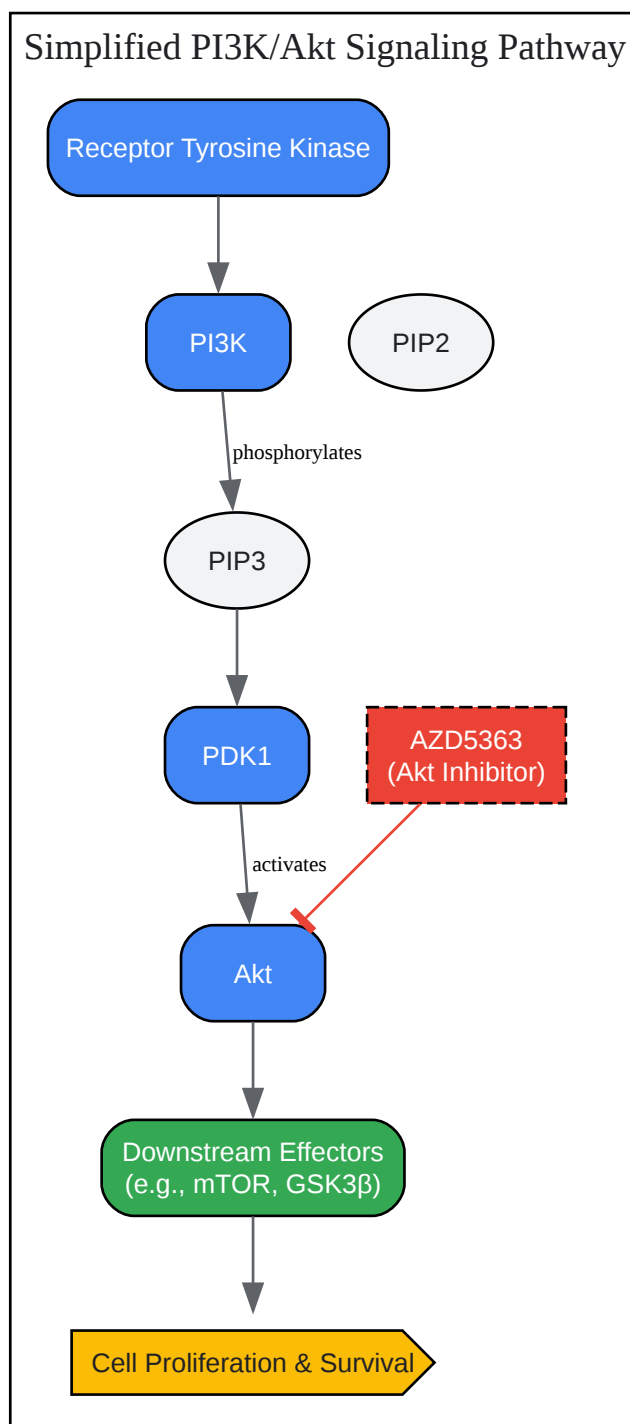 Simplified PI3K/Akt Signaling Pathway
Receptor Tyrosine Kinase
PI3K
PIP2
phosphorylates
PIP3
PDK1
AZD5363
(Akt Inhibitor)
activates
Akt
Downstream Effectors
(e.g., mTOR, GSK3β)
Cell Proliferation & Survival